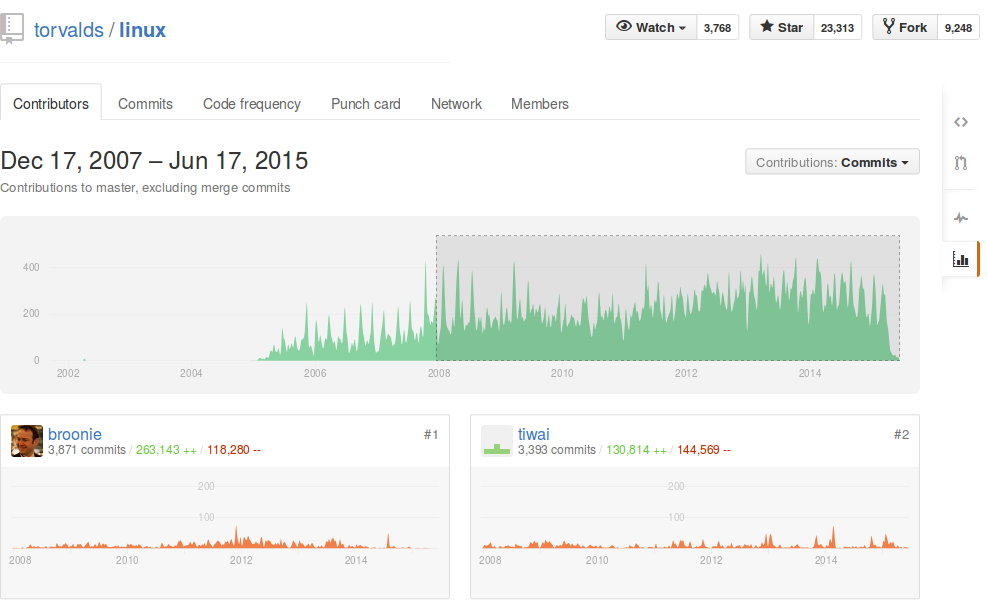 torvalds / linux
Watch 3,768 Star 23,313 Fork 9,248
Contributors Commits Code frequency Punch card Network Members
Dec 17, 2007 – Jun 17, 2015
Contributions: Commits
Contributions to master, excluding merge commits
400
200
0
2002 2004 2006 2008 2010 2012 2014
broonie #1
3,871 commits / 263,143 ++ / 118,280 --
200
100
2008 2010 2012 2014
tiwai #2
3,393 commits / 130,814 ++ / 144,569 --
200
100
2008 2010 2012 2014